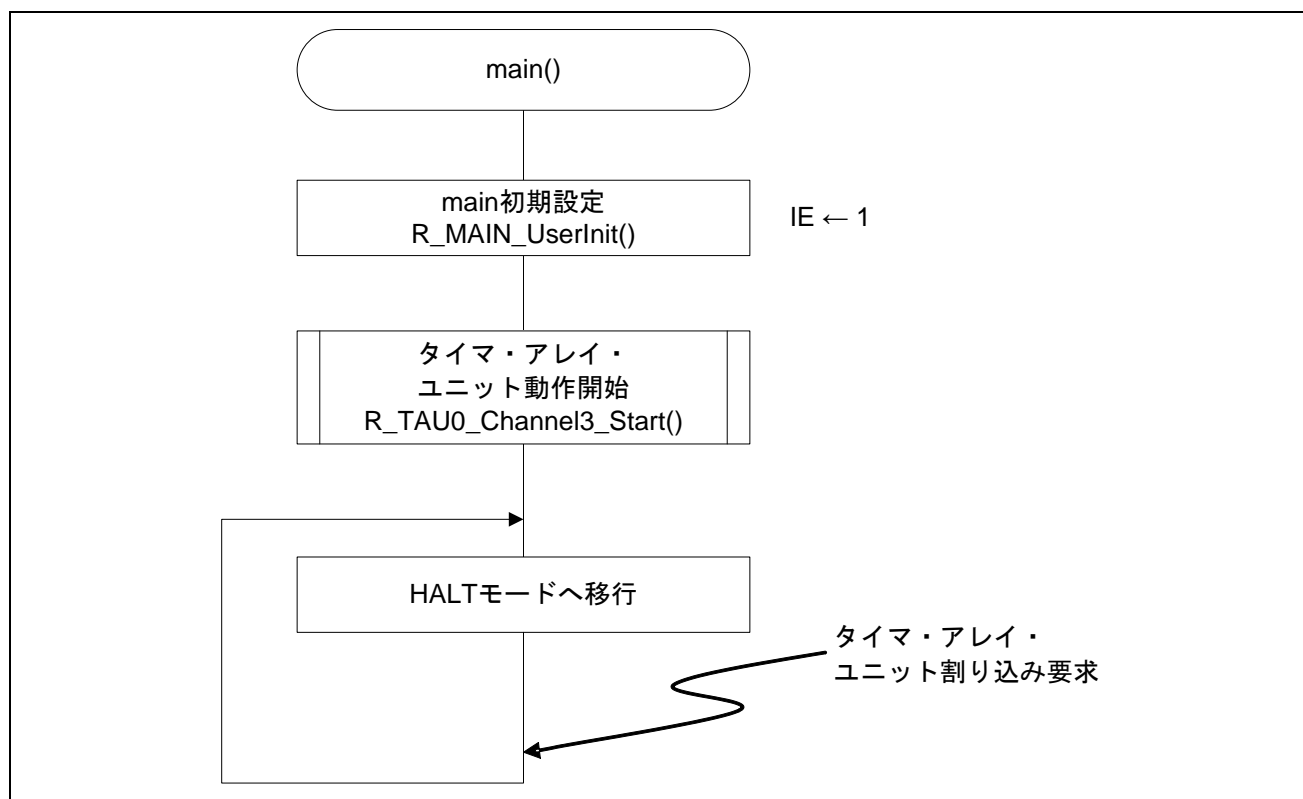 main()
main初期設定
R_MAIN_UserInit()
IE ← 1
タイマ・アレイ・
ユニット動作開始
R_TAU0_Channel3_Start()
HALTモードへ移行
タイマ・アレイ・
ユニット割り込み要求